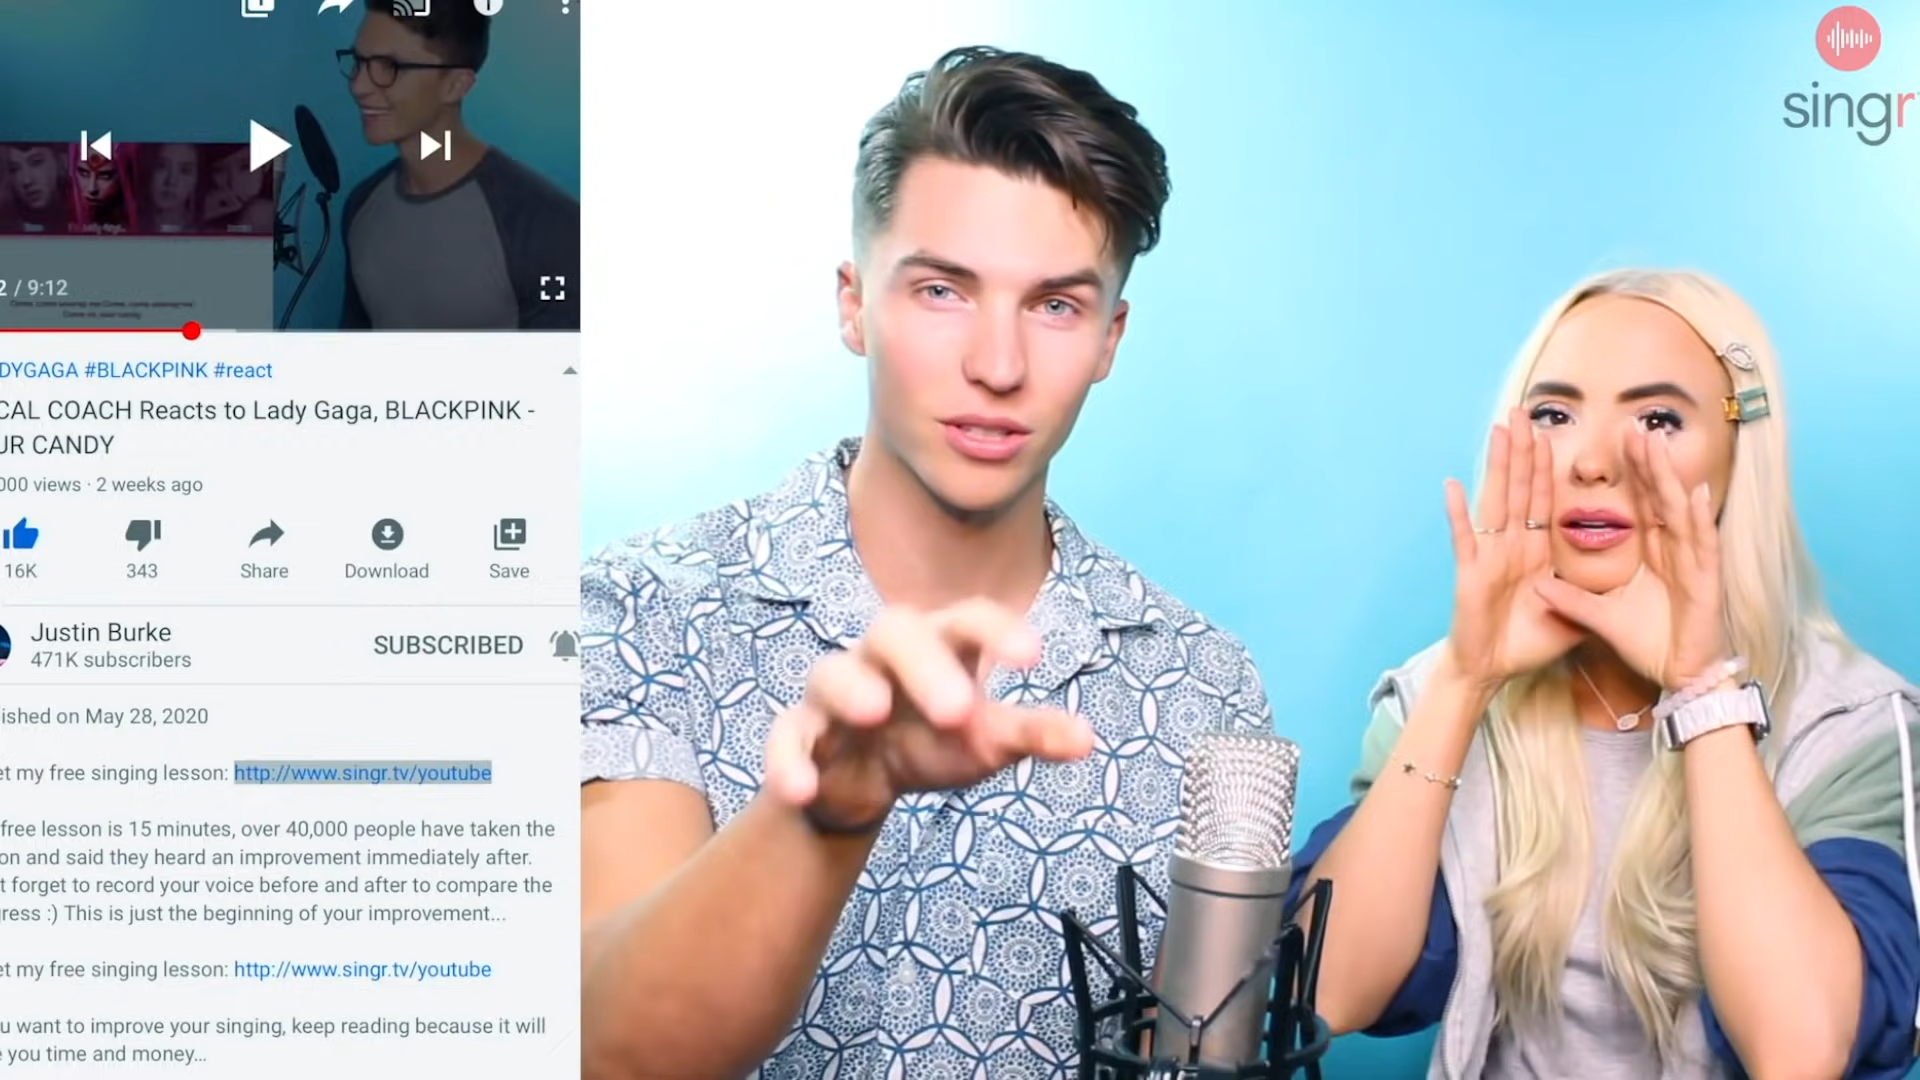 2 / 9:12
DYGAGA #BLACKPINK #react
CAL COACH Reacts to Lady Gaga, BLACKPINK -
UR CANDY
000 views · 2 weeks ago
16K
343
Share
Download
Save
Justin Burke
471K subscribers
SUBSCRIBED
ished on May 28, 2020
et my free singing lesson: http://www.singr.tv/youtube
free lesson is 15 minutes, over 40,000 people have taken the
on and said they heard an improvement immediately after.
t forget to record your voice before and after to compare the
ress :) This is just the beginning of your improvement...
et my free singing lesson: http://www.singr.tv/youtube
u want to improve your singing, keep reading because it will
e you time and money...
singr